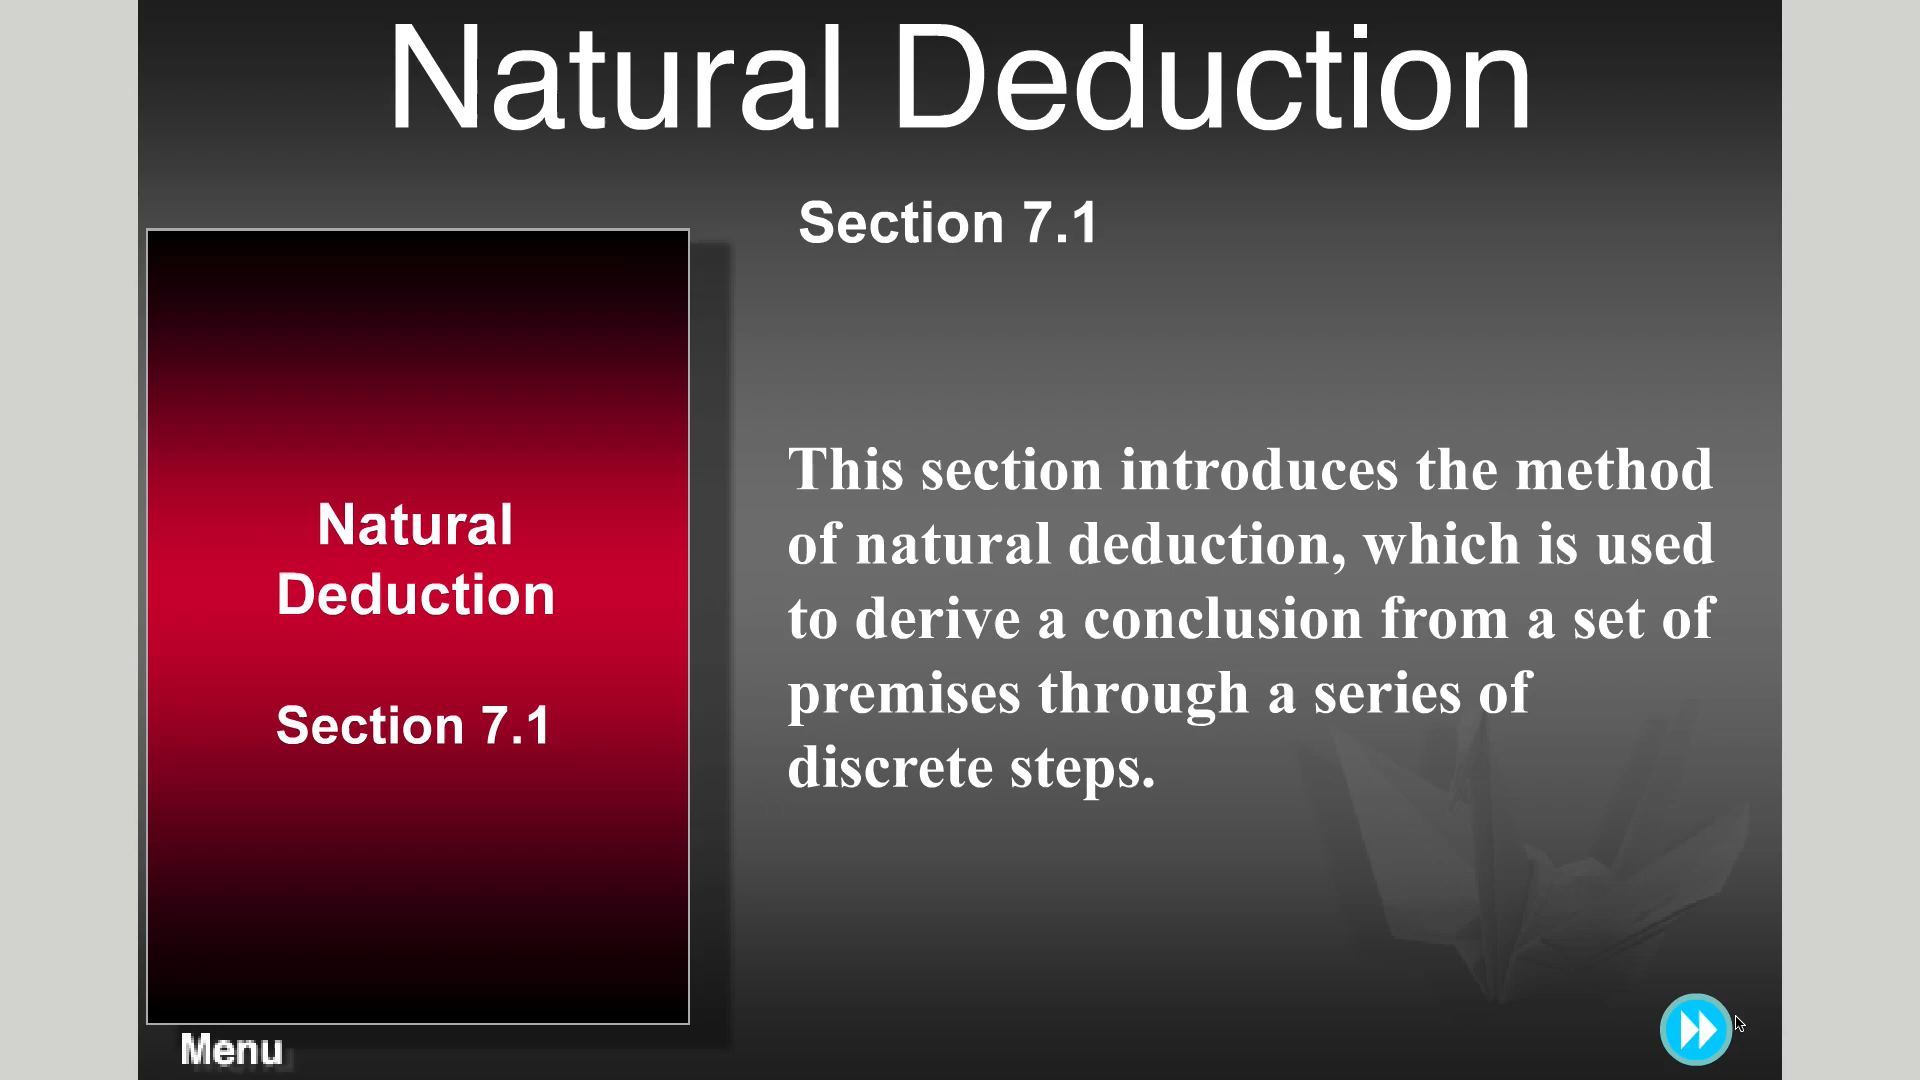 Natural Deduction
Section 7.1
Natural
Deduction
Section 7.1
This section introduces the method
of natural deduction, which is used
to derive a conclusion from a set of
premises through a series of
discrete steps.
Menu